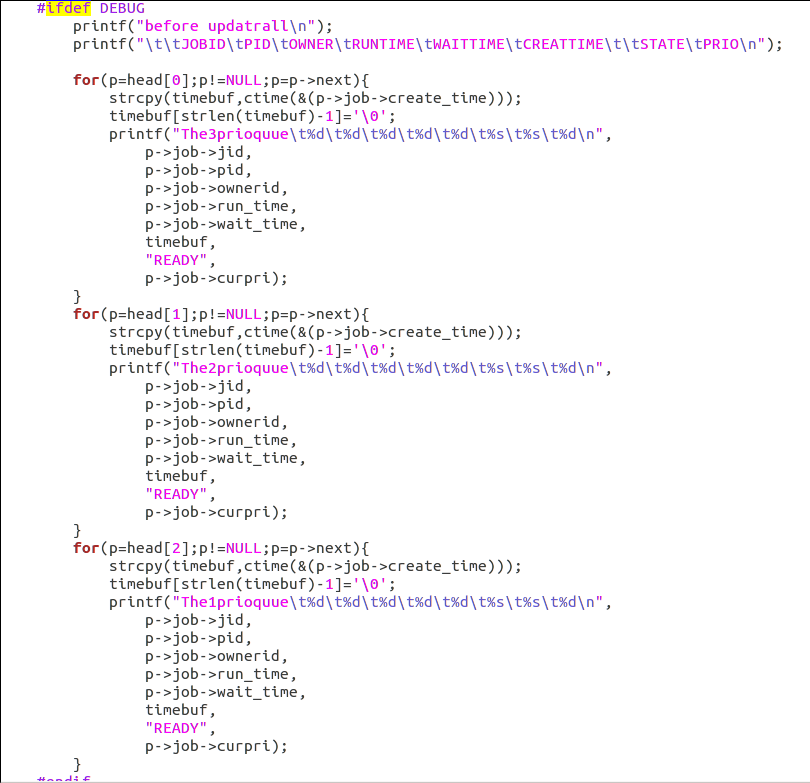 #ifdef DEBUG
    printf("before updatrall\n");
    printf("\t\tJOBID\tPID\tOWNER\tRUNTIME\tWAITTIME\tCREATTIME\t\tSTATE\tPRIO\n");

    for(p=head[0];p!=NULL;p=p->next){
        strcpy(timebuf,ctime(&(p->job->create_time)));
        timebuf[strlen(timebuf)-1]='\0';
        printf("The3prioquue\t%d\t%d\t%d\t%d\t%d\t%s\t%s\t%d\n",
            p->job->jid,
            p->job->pid,
            p->job->ownerid,
            p->job->run_time,
            p->job->wait_time,
            timebuf,
            "READY",
            p->job->curpri);
    }
    for(p=head[1];p!=NULL;p=p->next){
        strcpy(timebuf,ctime(&(p->job->create_time)));
        timebuf[strlen(timebuf)-1]='\0';
        printf("The2prioquue\t%d\t%d\t%d\t%d\t%d\t%s\t%s\t%d\n",
            p->job->jid,
            p->job->pid,
            p->job->ownerid,
            p->job->run_time,
            p->job->wait_time,
            timebuf,
            "READY",
            p->job->curpri);
    }
    for(p=head[2];p!=NULL;p=p->next){
        strcpy(timebuf,ctime(&(p->job->create_time)));
        timebuf[strlen(timebuf)-1]='\0';
        printf("The1prioquue\t%d\t%d\t%d\t%d\t%d\t%s\t%s\t%d\n",
            p->job->jid,
            p->job->pid,
            p->job->ownerid,
            p->job->run_time,
            p->job->wait_time,
            timebuf,
            "READY",
            p->job->curpri);
    }
#endif